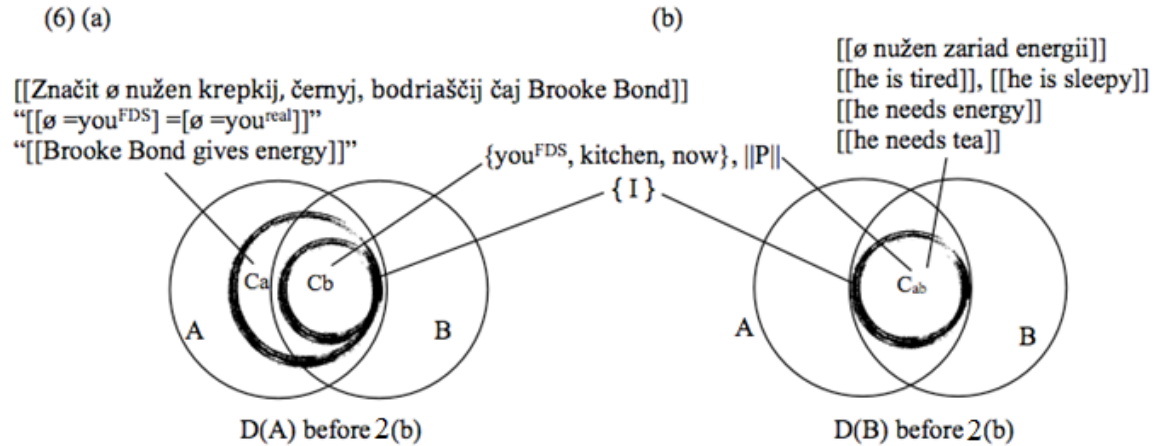 (6) (a)
(b)
[[Značit ø nužen krepkij, černyj, bodriaščij čaj Brooke Bond]]
“[[ø =you^FDS] =[ø =you^real]]”
“[[Brooke Bond gives energy]]”
{you^FDS, kitchen, now}, ||P||
{ I }
[[ø nužen zariad energii]]
[[he is tired]], [[he is sleepy]]
[[he needs energy]]
[[he needs tea]]
Ca
Cb
A
B
C_ab
A
B
D(A) before 2(b)
D(B) before 2(b)